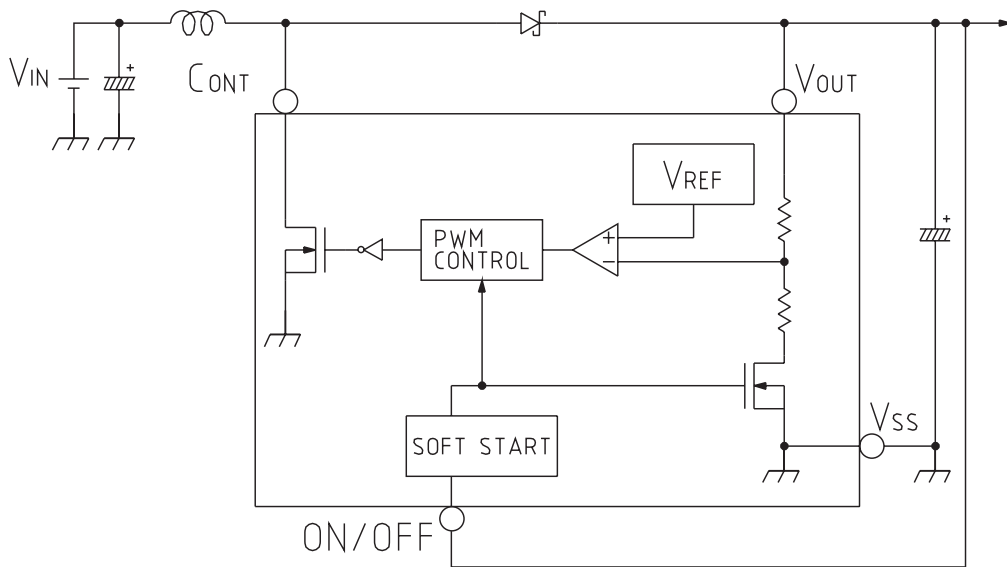 VIN
+
CONT
VOUT
VREF
+
PWM
CONTROL
+
−
VSS
SOFT START
ON/OFF